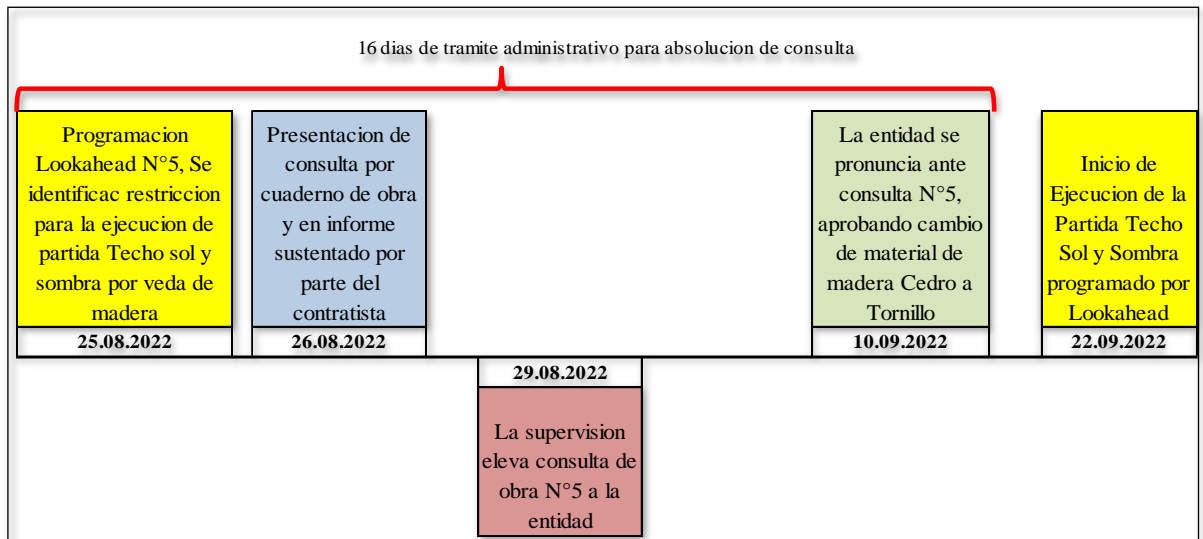 16 dias de tramite administrativo para absolucion de consulta
Programacion
Lookahead N°5, Se
identificac restriccion
para la ejecucion de
partida Techo sol y
sombra por veda de
madera
25.08.2022
Presentacion de
consulta por
cuaderno de obra
y en informe
sustentado por
parte del
contratista
26.08.2022
29.08.2022
La supervision
eleva consulta de
obra N°5 a la
entidad
La entidad se
pronuncia ante
consulta N°5,
aprobando cambio
de material de
madera Cedro a
Tornillo
10.09.2022
Inicio de
Ejecucion de la
Partida Techo
Sol y Sombra
programado por
Lookahead
22.09.2022